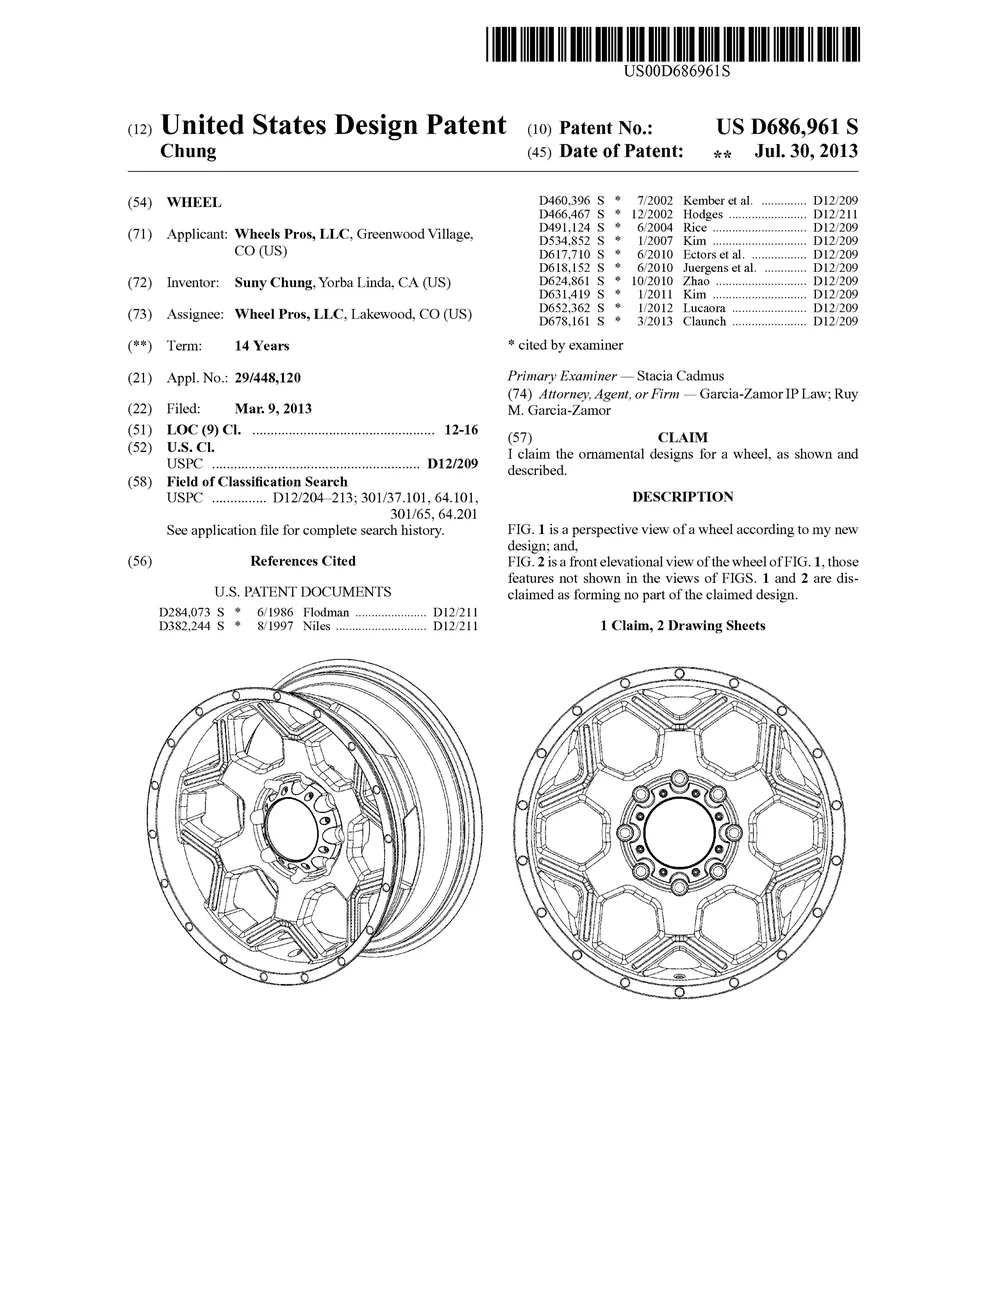 US00D686961S
(12) United States Design Patent
Chung
(10) Patent No.: US D686,961 S
(45) Date of Patent: ** Jul. 30, 2013
(54) WHEEL
(71) Applicant: Wheels Pros, LLC, Greenwood Village,
CO (US)
(72) Inventor: Suny Chung, Yorba Linda, CA (US)
(73) Assignee: Wheel Pros, LLC, Lakewood, CO (US)
(**) Term: 14 Years
(21) Appl. No.: 29/448,120
(22) Filed: Mar. 9, 2013
(51) LOC (9) Cl. ................................................. 12-16
(52) U.S. Cl.
USPC ........................................................ D12/209
(58) Field of Classification Search
USPC ............... D12/204–213; 301/37.101, 64.101,
301/65, 64.201
See application file for complete search history.
(56) References Cited
U.S. PATENT DOCUMENTS
D284,073 S * 6/1986 Flodman ...................... D12/211
D382,244 S * 8/1997 Niles ............................ D12/211
D460,396 S * 7/2002 Kember et al. .............. D12/209
D466,467 S * 12/2002 Hodges ........................ D12/211
D491,124 S * 6/2004 Rice ............................. D12/209
D534,852 S * 1/2007 Kim ............................. D12/209
D617,710 S * 6/2010 Ectors et al. ................. D12/209
D618,152 S * 6/2010 Juergens et al. ............. D12/209
D624,861 S * 10/2010 Zhao ............................ D12/209
D631,419 S * 1/2011 Kim ............................. D12/209
D652,362 S * 1/2012 Lucaora ....................... D12/209
D678,161 S * 3/2013 Claunch ....................... D12/209
* cited by examiner
Primary Examiner — Stacia Cadmus
(74) Attorney, Agent, or Firm — Garcia-Zamor IP Law; Ruy
M. Garcia-Zamor
(57) CLAIM
I claim the ornamental designs for a wheel, as shown and
described.
DESCRIPTION
FIG. 1 is a perspective view of a wheel according to my new
design; and,
FIG. 2 is a front elevational view of the wheel of FIG. 1, those
features not shown in the views of FIGS. 1 and 2 are dis-
claimed as forming no part of the claimed design.
1 Claim, 2 Drawing Sheets